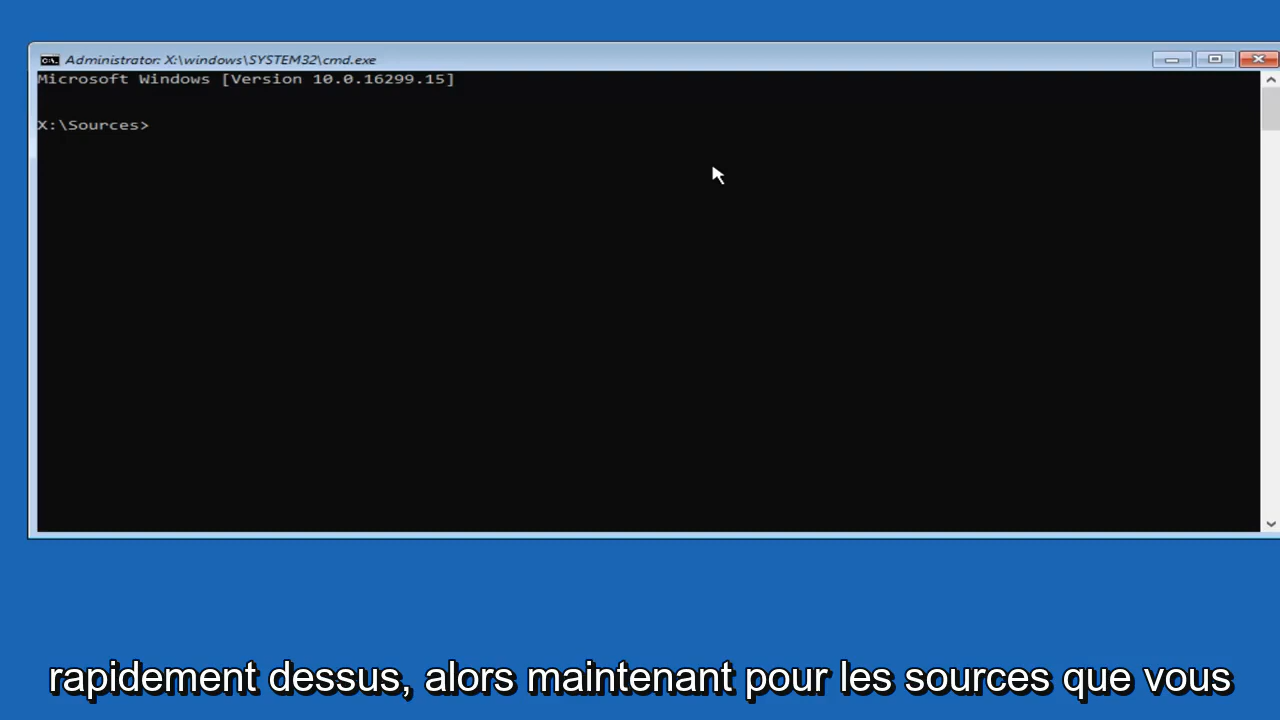 Administrator: X:\windows\SYSTEM32\cmd.exe
Microsoft Windows [Version 10.0.16299.15]
X:\Sources>
rapidement dessus, alors maintenant pour les sources que vous